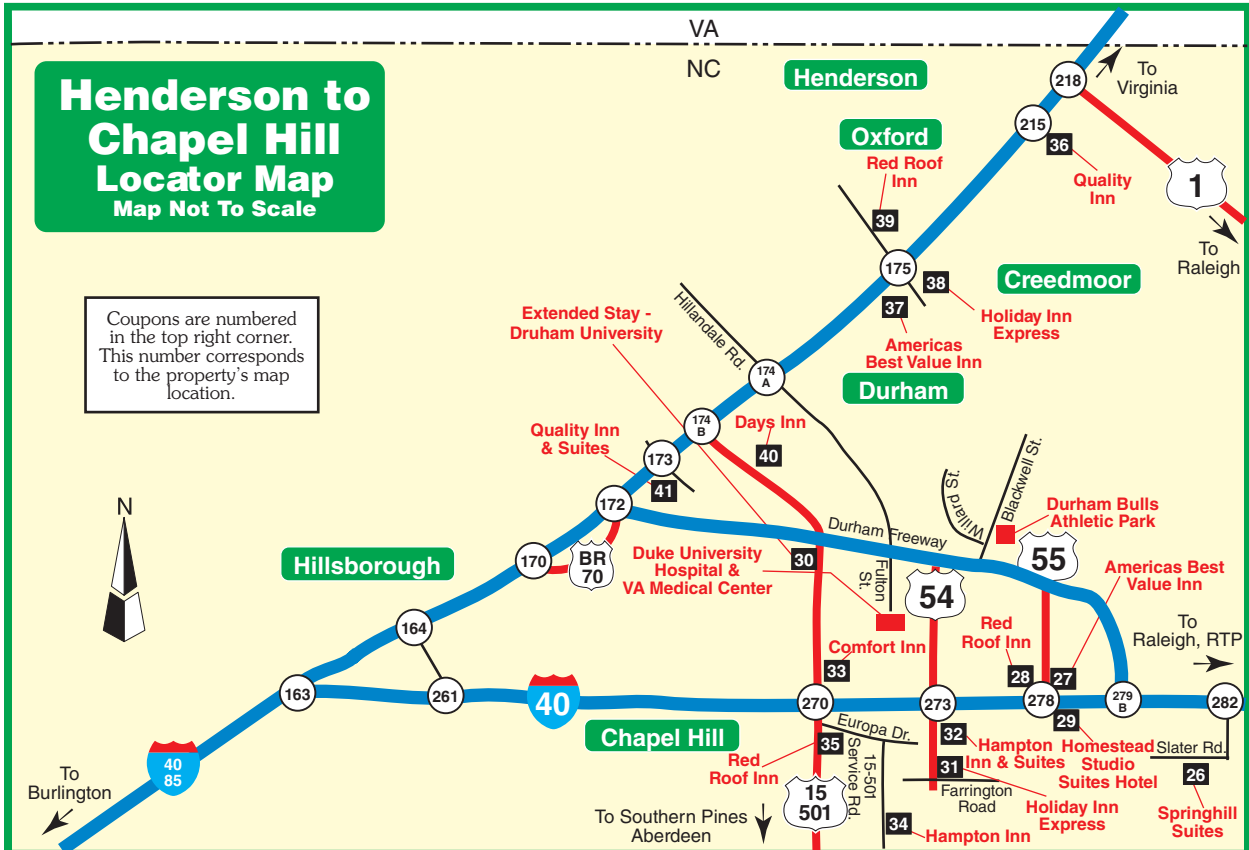 VA
NC
Henderson to
Chapel Hill
Locator Map
Map Not To Scale
Henderson
218
To
Virginia
215
36
Quality
Inn
1
To
Raleigh
Oxford
Red Roof
Inn
39
175
38
Creedmoor
Holiday Inn
Express
37
Americas
Best Value Inn
Coupons are numbered
in the top right corner.
This number corresponds
to the property's map
location.
Extended Stay -
Druham University
Hillandale Rd.
174
A
Durham
174
B
Days Inn
40
Quality Inn
& Suites
173
41
172
Willard St.
Blackwell St.
Durham Bulls
Athletic Park
Durham Freeway
N
Hillsborough
170
BR
70
Duke University
Hospital &
VA Medical Center
30
Fulton
St.
54
55
Americas Best
Value Inn
164
Comfort Inn
33
Red
Roof Inn
28
27
To
Raleigh, RTP
163
261
40
270
273
278
279
B
282
Chapel Hill
Europa Dr.
35
Red
Roof Inn
15-501
Service Rd.
32
Hampton
Inn & Suites
29
Homestead
Studio
Suites Hotel
Slater Rd.
26
Springhill
Suites
31
Farrington
Road
Holiday Inn
Express
40
85
To
Burlington
To Southern Pines
Aberdeen
15
501
34
Hampton Inn